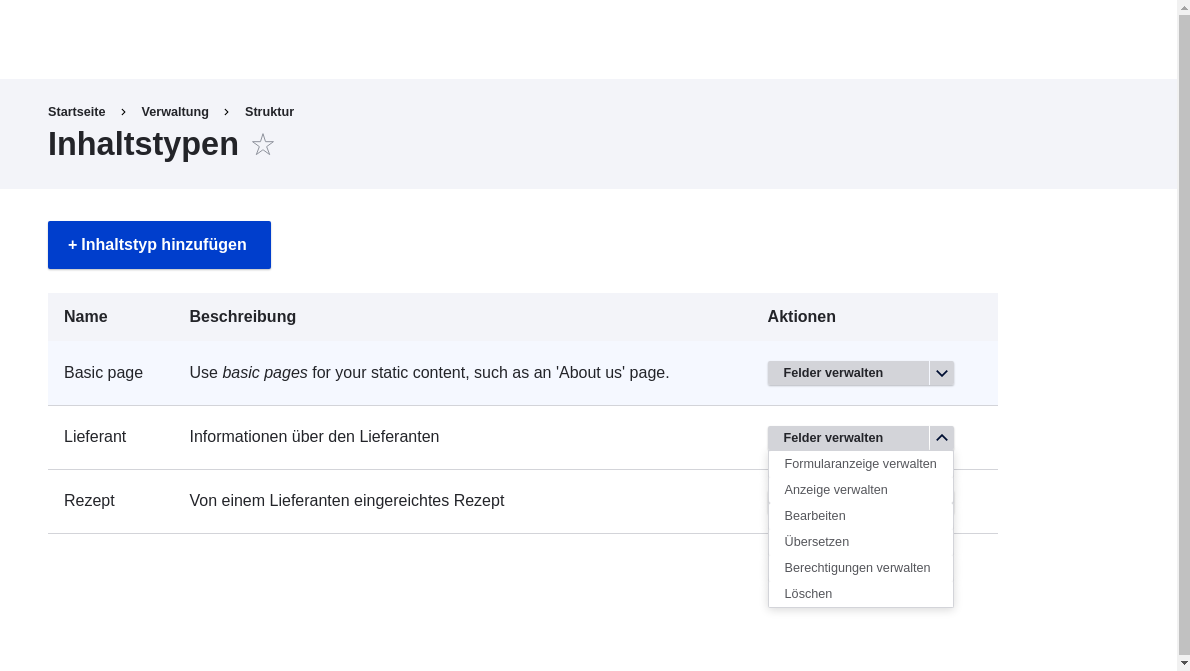 Startseite > Verwaltung > Struktur
Inhaltstypen ☆
+ Inhaltstyp hinzufügen
Name Beschreibung Aktionen
Basic page Use basic pages for your static content, such as an 'About us' page. Felder verwalten
Lieferant Informationen über den Lieferanten Felder verwalten
Formularanzeige verwalten
Anzeige verwalten
Rezept Von einem Lieferanten eingereichtes Rezept
Bearbeiten
Übersetzen
Berechtigungen verwalten
Löschen